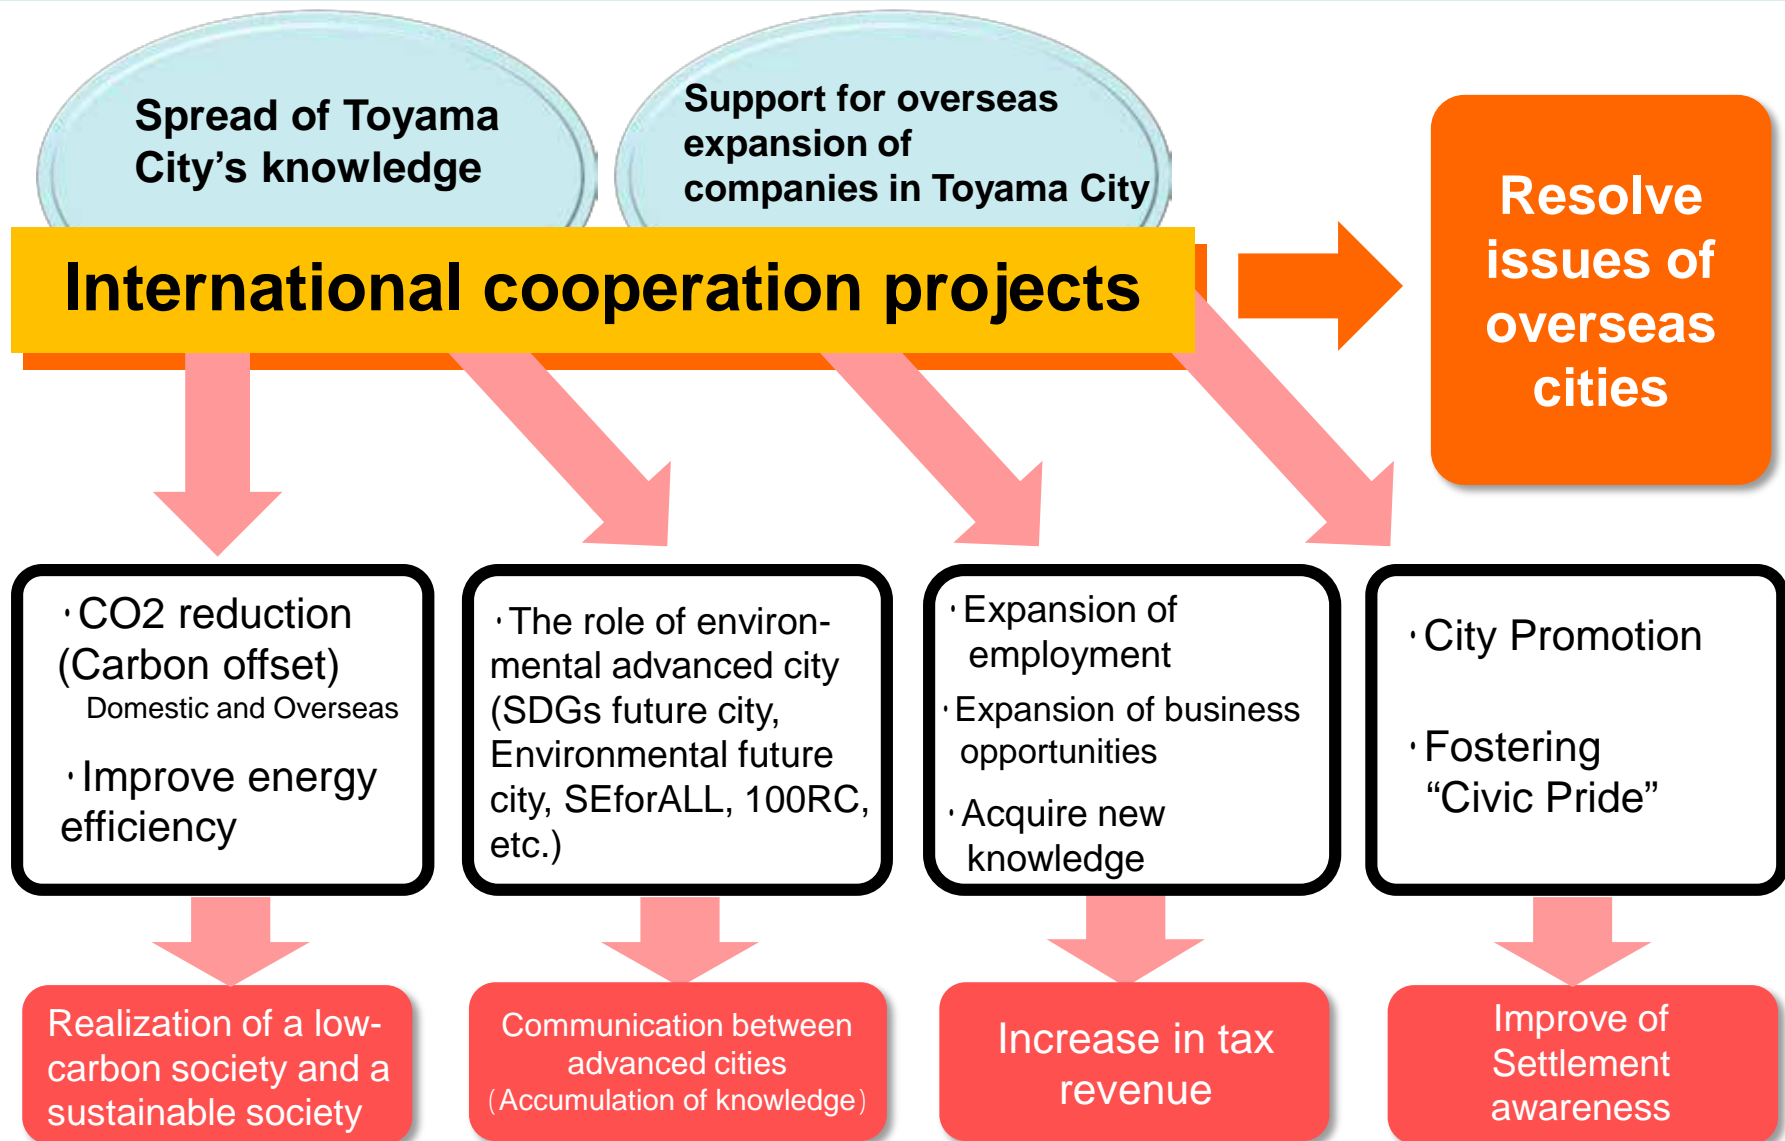 Spread of Toyama
City’s knowledge
Support for overseas
expansion of
companies in Toyama City
International cooperation projects
Resolve
issues of
overseas
cities
・CO2 reduction
(Carbon offset)
Domestic and Overseas
・Improve energy
efficiency
・The role of environ-
mental advanced city
(SDGs future city,
Environmental future
city, SEforALL, 100RC,
etc.)
・Expansion of
employment
・Expansion of business
opportunities
・Acquire new
knowledge
・City Promotion
・Fostering
“Civic Pride”
Realization of a low-
carbon society and a
sustainable society
Communication between
advanced cities
(Accumulation of knowledge)
Increase in tax
revenue
Improve of
Settlement
awareness